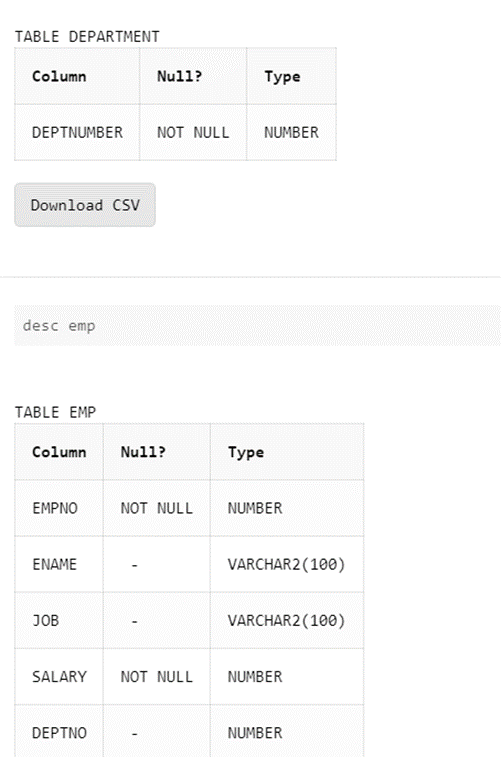 TABLE DEPARTMENT
Column Null? Type
DEPTNUMBER NOT NULL NUMBER
Download CSV
desc emp
TABLE EMP
Column Null? Type
EMPNO NOT NULL NUMBER
ENAME - VARCHAR2(100)
JOB - VARCHAR2(100)
SALARY NOT NULL NUMBER
DEPTNO - NUMBER